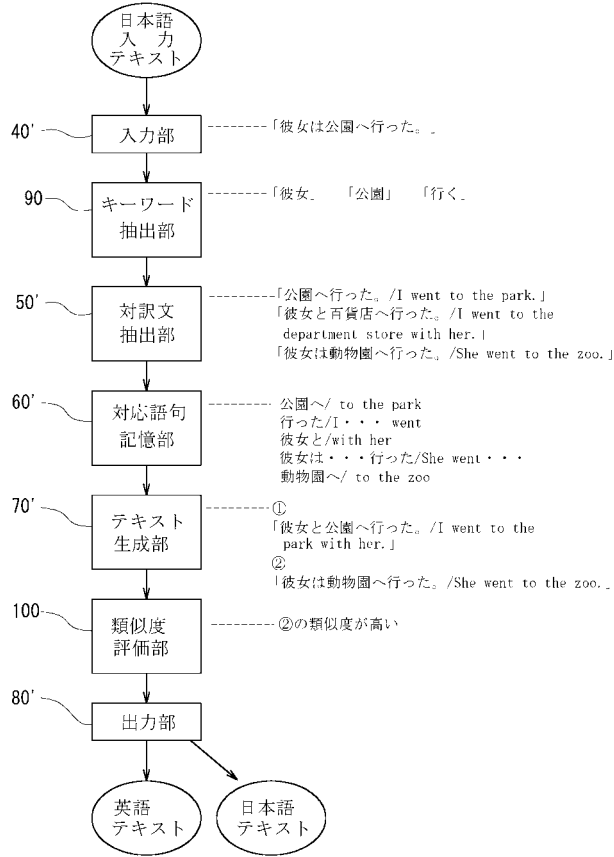 日本語
入 力
テキスト
40'
入力部
「彼女は公園へ行った。」
90
キーワード
抽出部
「彼女」 「公園」 「行く」
50'
対訳文
抽出部
「公園へ行った。/I went to the park.」
「彼女と百貨店へ行った。/I went to the
department store with her.」
「彼女は動物園へ行った。/She went to the zoo.」
60'
対応語句
記憶部
公園へ/ to the park
行った/I・・・ went
彼女と/with her
彼女は・・・行った/She went・・・
動物園へ/ to the zoo
70'
テキスト
生成部
①
「彼女と公園へ行った。/I went to the
park with her.」
②
「彼女は動物園へ行った。/She went to the zoo.」
100
類似度
評価部
②の類似度が高い
80'
出力部
英語
テキスト
日本語
テキスト